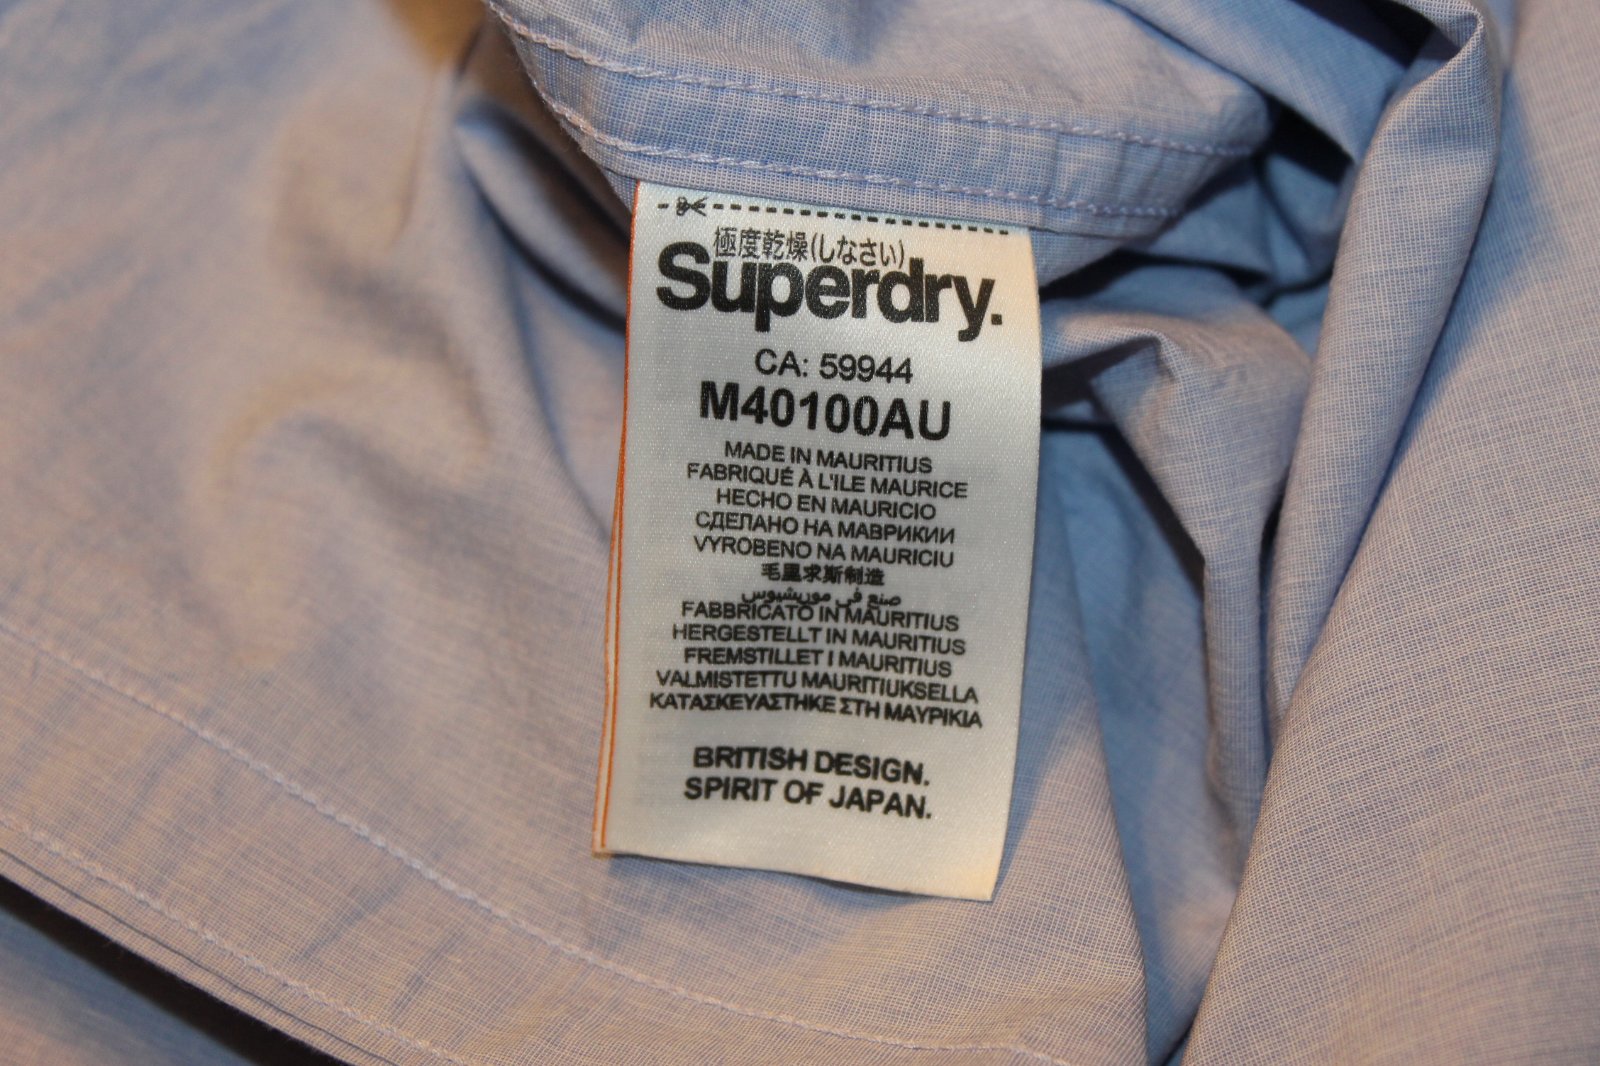 極度乾燥(しなさい)
Superdry.
CA: 59944
M40100AU
MADE IN MAURITIUS
FABRIQUÉ À L'ILE MAURICE
HECHO EN MAURICIO
СДЕЛАНО НА МАВРИКИИ
VYROBENO NA MAURICIU
毛里求斯制造
صنع في موريشيوس
FABBRICATO IN MAURITIUS
HERGESTELLT IN MAURITIUS
FREMSTILLET I MAURITIUS
VALMISTETTU MAURITIUKSELLA
ΚΑΤΑΣΚΕΥΑΣΤΗΚΕ ΣΤΗ ΜΑΥΡΙΚΙΑ
BRITISH DESIGN.
SPIRIT OF JAPAN.